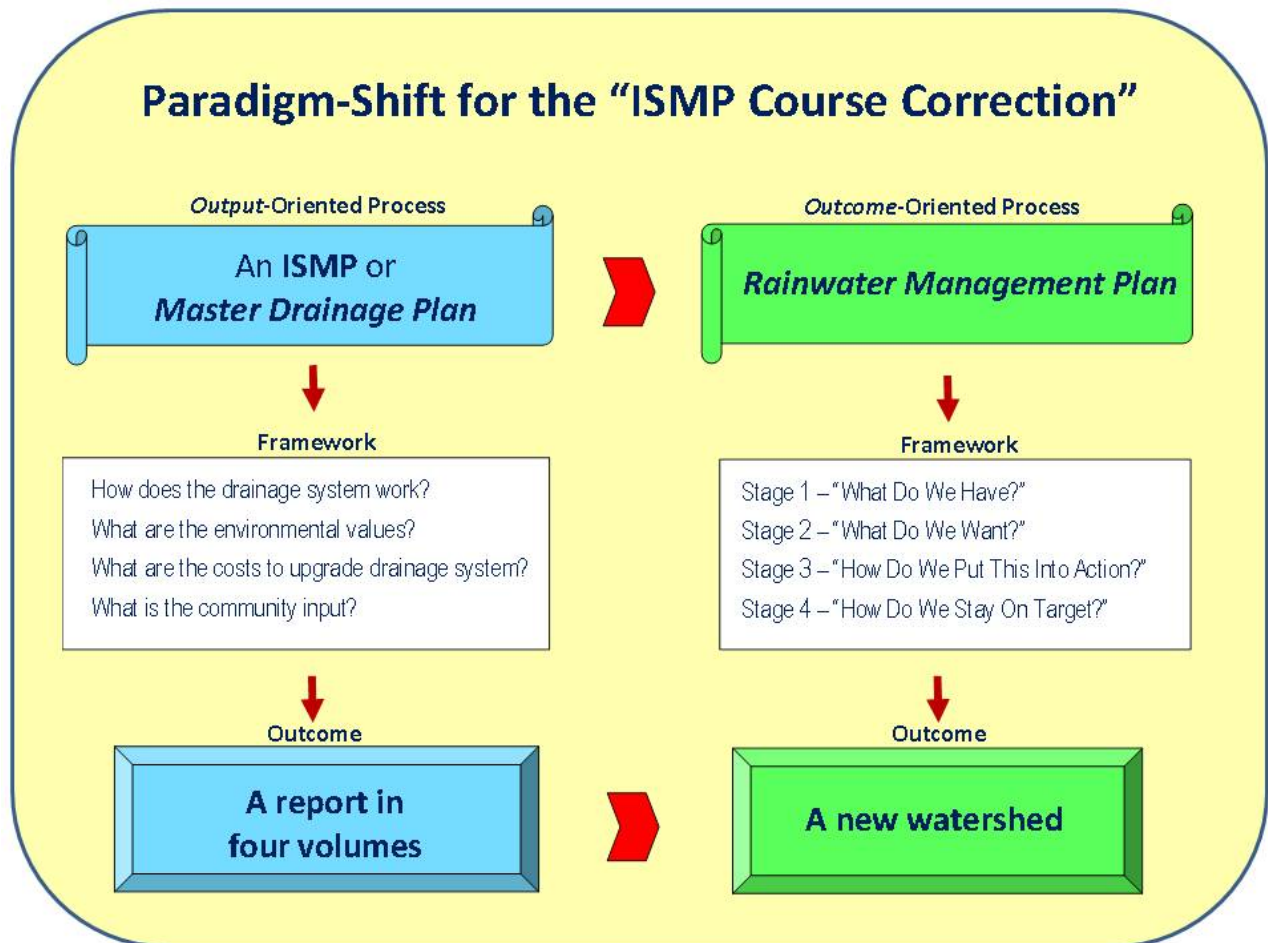 Paradigm-Shift for the “ISMP Course Correction”
Output-Oriented Process
An ISMP or
Master Drainage Plan
Framework
How does the drainage system work?
What are the environmental values?
What are the costs to upgrade drainage system?
What is the community input?
Outcome
A report in
four volumes
Outcome-Oriented Process
Rainwater Management Plan
Framework
Stage 1 – “What Do We Have?”
Stage 2 – “What Do We Want?”
Stage 3 – “How Do We Put This Into Action?”
Stage 4 – “How Do We Stay On Target?”
Outcome
A new watershed